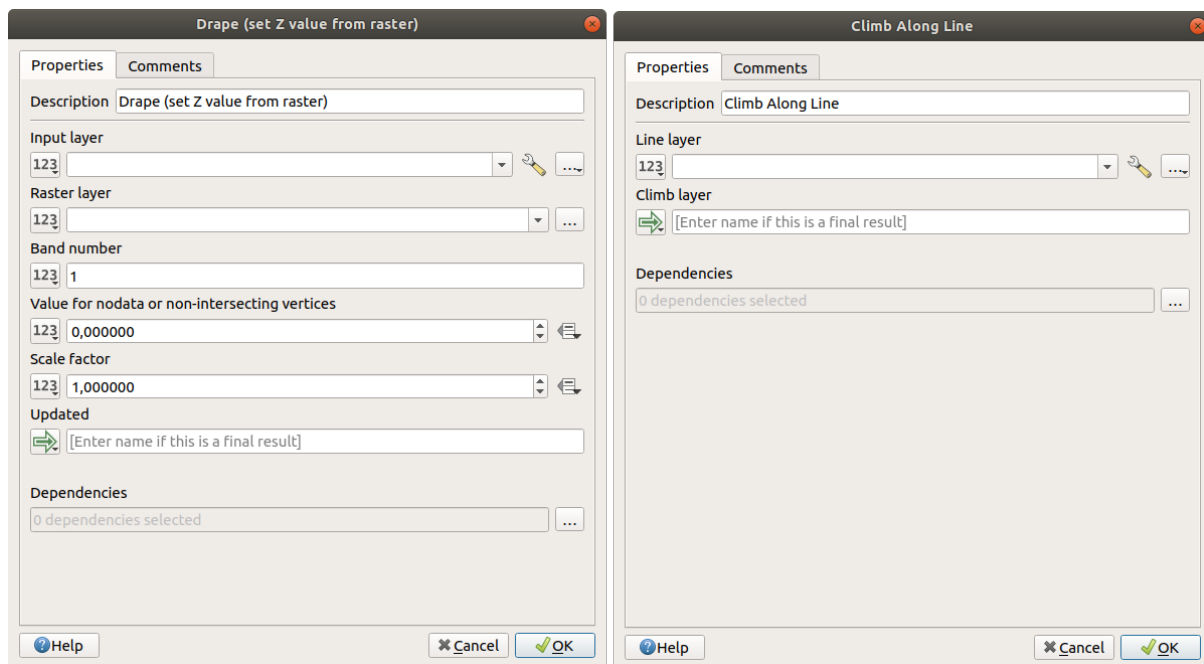 Drape (set Z value from raster)
Properties Comments
Description Drape (set Z value from raster)
Input layer
123
...
Raster layer
123
...
Band number
123 1
Value for nodata or non-intersecting vertices
123 0,000000
Scale factor
123 1,000000
Updated
[Enter name if this is a final result]
Dependencies
0 dependencies selected
...
Help Cancel OK
Climb Along Line
Properties Comments
Description Climb Along Line
Line layer
123
...
Climb layer
[Enter name if this is a final result]
Dependencies
0 dependencies selected
...
Help Cancel OK